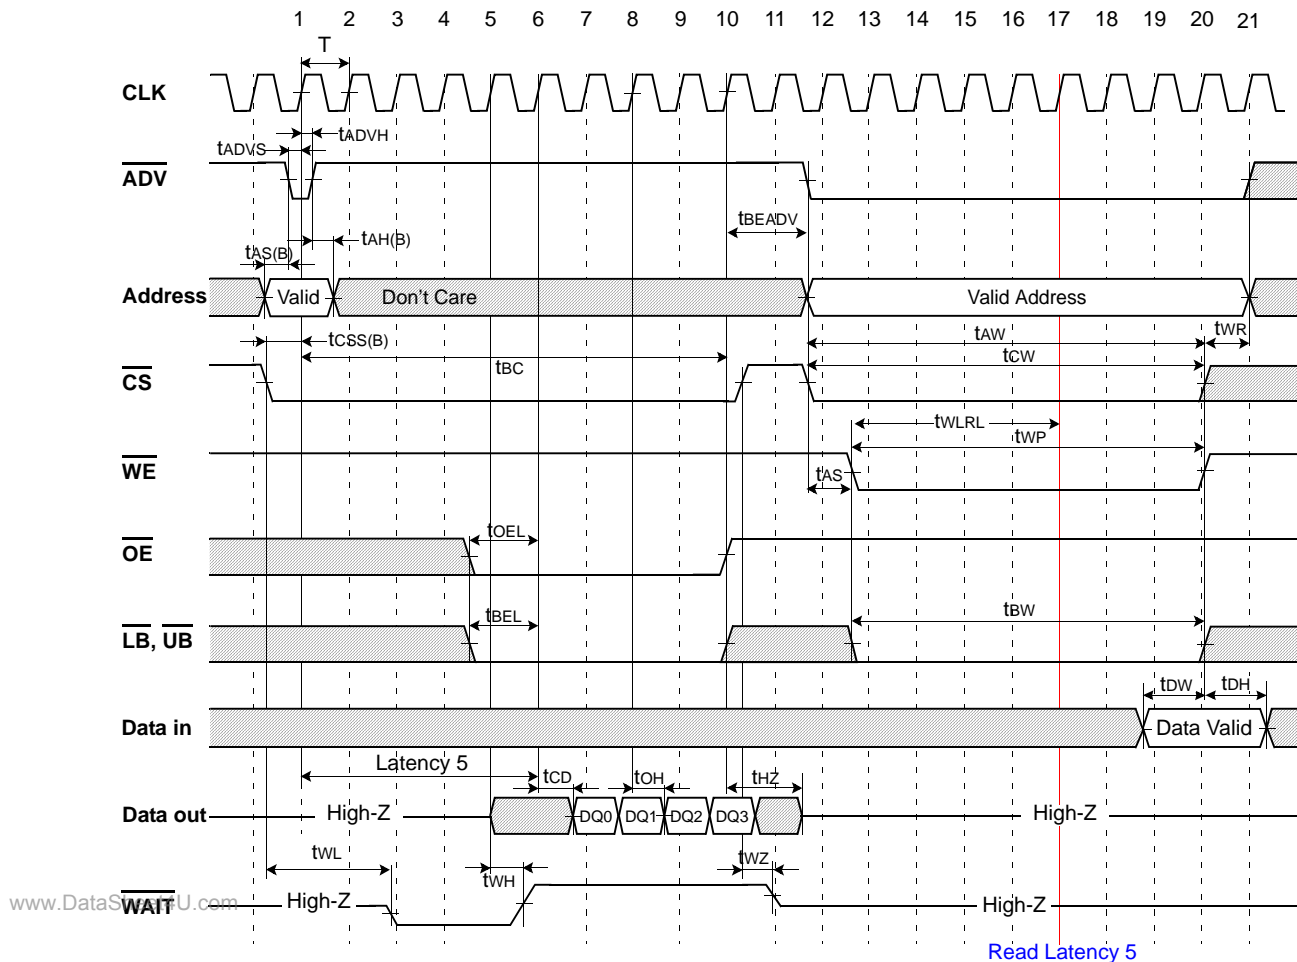 1 2 3 4 5 6 7 8 9 10 11 12 13 14 15 16 17 18 19 20 21
T
CLK
tADVH
tADVS
ADV
tBEADV
tAH(B)
tAS(B)
Address Valid Don't Care Valid Address
tCSS(B) tAW tWR
tBC tCW
CS
tWLRL
tWP
WE
tAS
tOEL
OE
tBEL tBW
LB, UB
tDW tDH
Data in Data Valid
Latency 5 tCD tOH tHZ
Data out High-Z DQ0 DQ1 DQ2 DQ3 High-Z
tWL tWH tWZ
www.DataSheet4U.com
WAIT High-Z High-Z
Read Latency 5